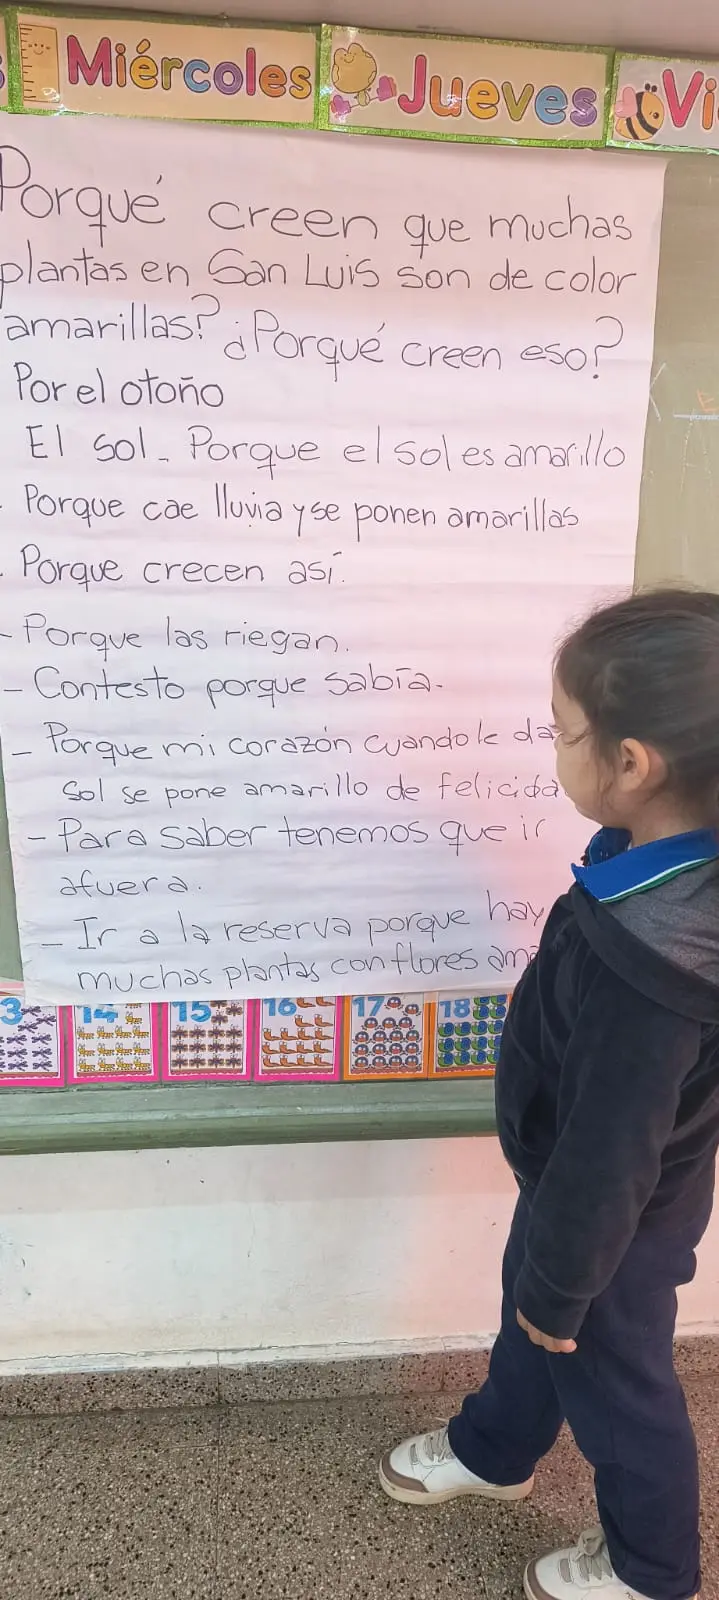 Miércoles Jueves Vi
Porqué creen que muchas
plantas en San Luis son de color
amarillas? ¿Porqué creen eso?
Por el otoño
El sol. Porque el sol es amarillo
Porque cae lluvia y se ponen amarillas
Porque crecen así.
- Porque las riegan.
- Contesto porque sabía.
- Porque mi corazón cuando le da
sol se pone amarillo de felicida
- Para saber tenemos que ir
afuera.
- Ir a la reserva porque hay
muchas plantas con flores ama
3 14 15 16 17 18